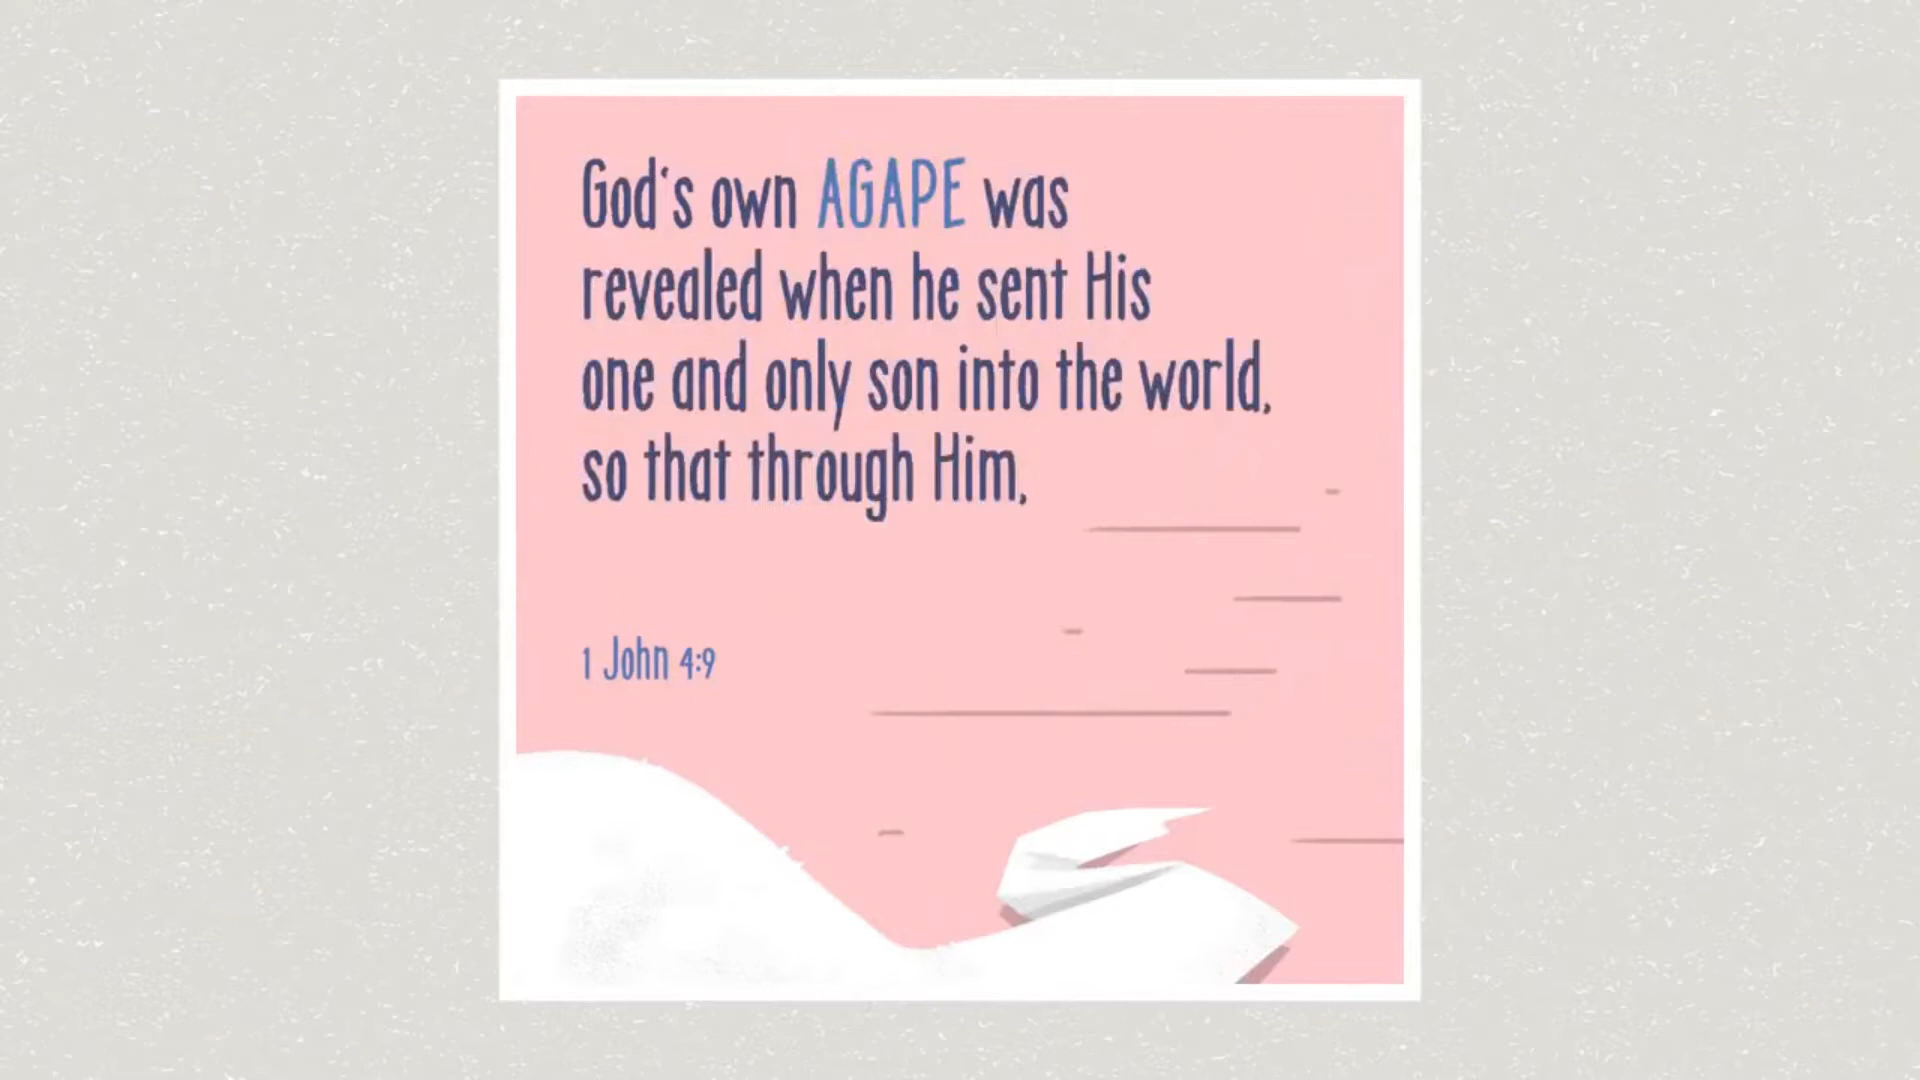 God's own AGAPE was
revealed when he sent His
one and only son into the world,
so that through Him,
1 John 4:9